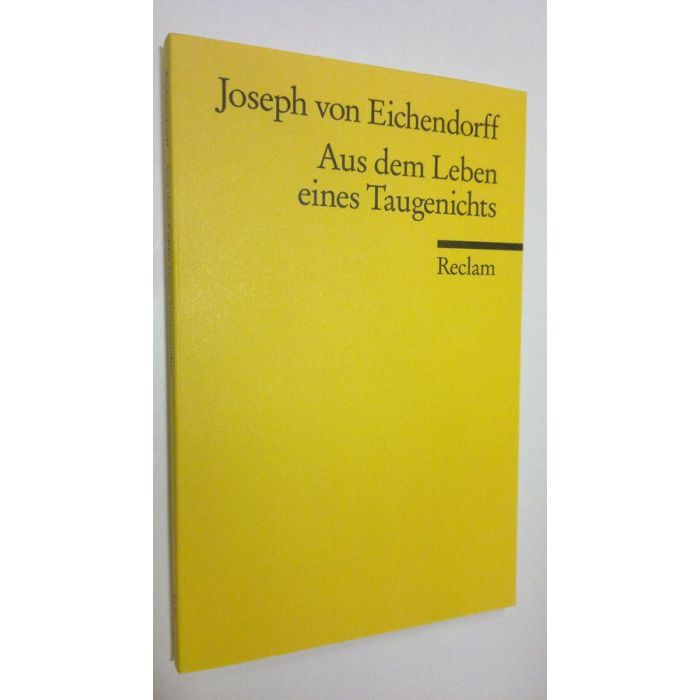 Joseph von Eichendorff
Aus dem Leben
eines Taugenichts
Reclam